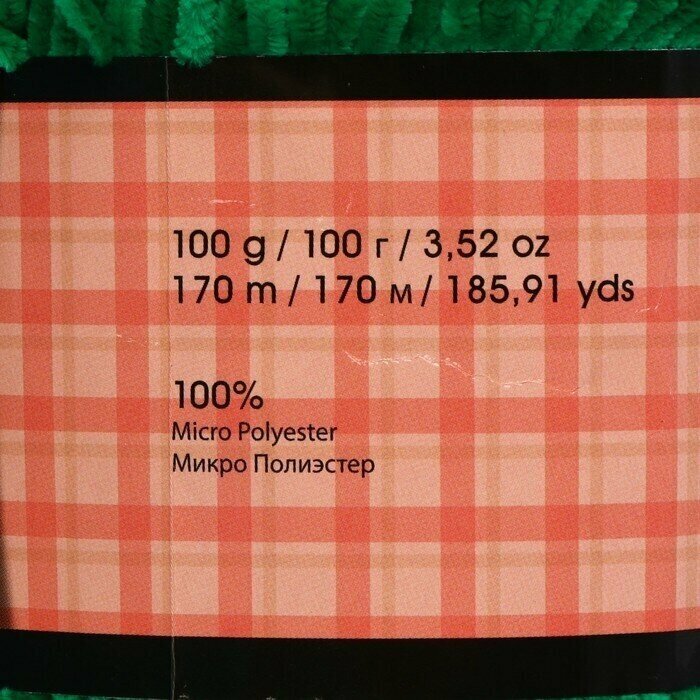 100 g / 100 г / 3,52 oz
170 m / 170 м / 185,91 yds
100%
Micro Polyester
Микро Полиэстер